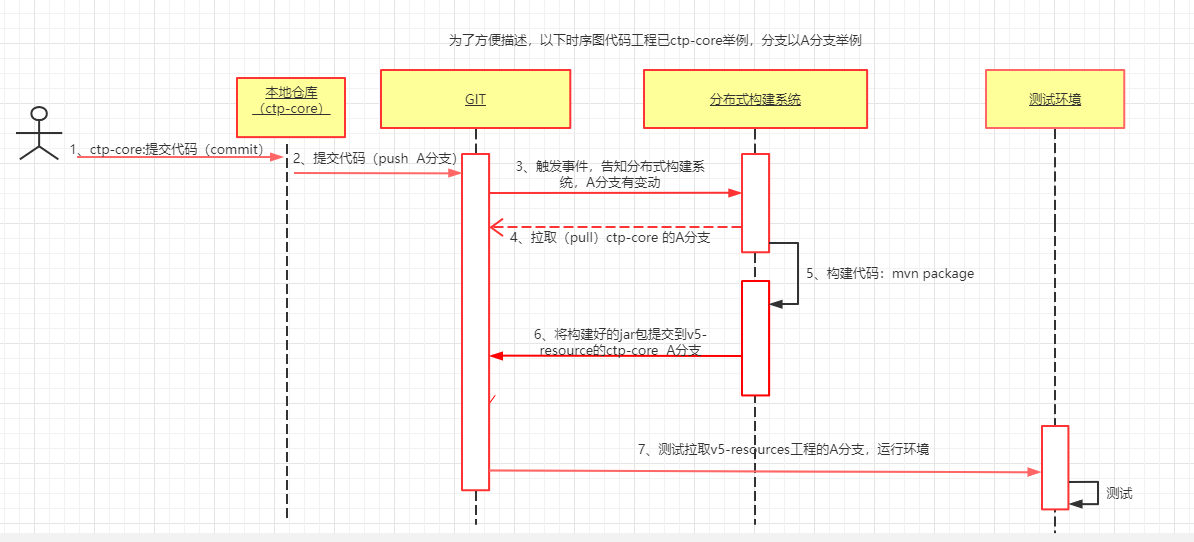 为了方便描述，以下时序图代码工程已ctp-core举例，分支以A分支举例
本地仓库
（ctp-core）
GIT
分布式构建系统
测试环境
1、ctp-core:提交代码（commit）
2、提交代码（push  A分支）
3、触发事件，告知分布式构建系
统，A分支有变动
4、拉取（pull）ctp-core 的A分支
5、构建代码：mvn package
6、将构建好的jar包提交到v5-
resource的ctp-core  A分支
7、测试拉取v5-resources工程的A分支，运行环境
测试